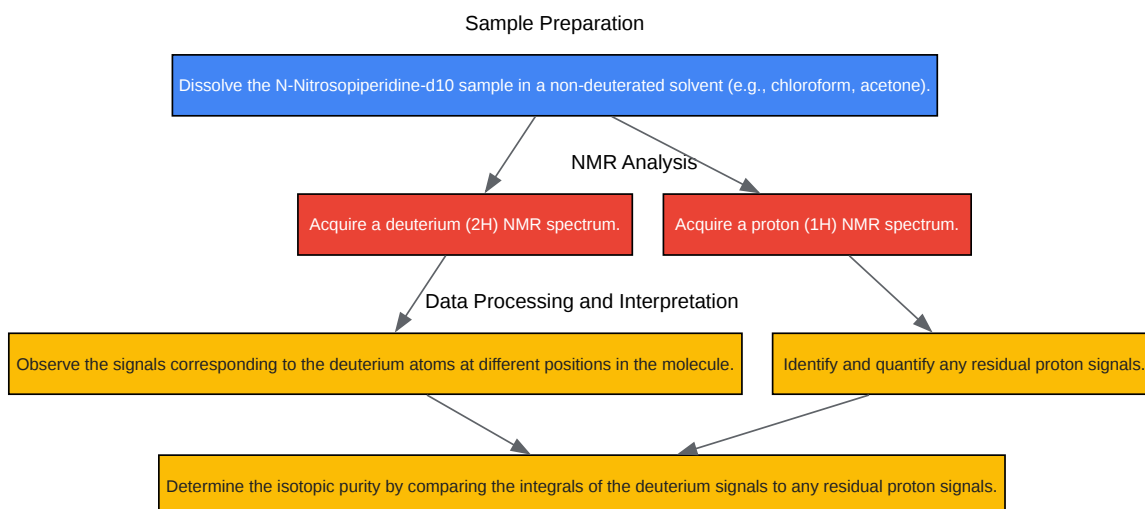 Sample Preparation
Dissolve the N-Nitrosopiperidine-d10 sample in a non-deuterated solvent (e.g., chloroform, acetone).
NMR Analysis
Acquire a deuterium (2H) NMR spectrum.
Acquire a proton (1H) NMR spectrum.
Data Processing and Interpretation
Observe the signals corresponding to the deuterium atoms at different positions in the molecule.
Identify and quantify any residual proton signals.
Determine the isotopic purity by comparing the integrals of the deuterium signals to any residual proton signals.